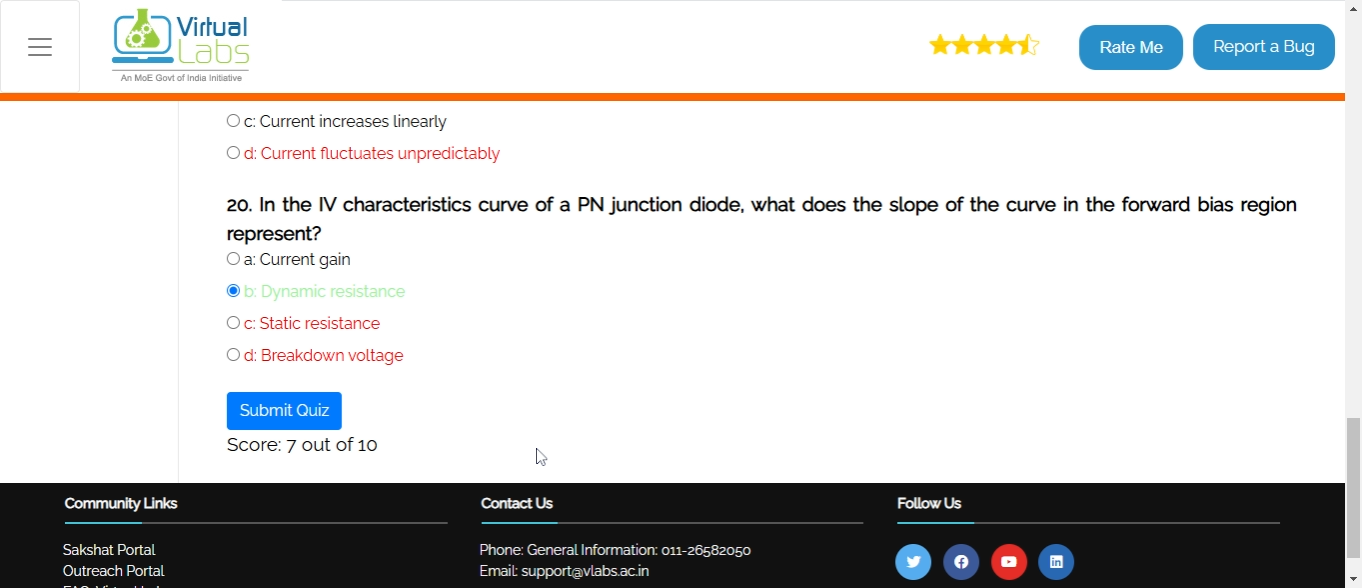 Virtual
Labs
An MoE Govt of India Initiative
Rate Me
Report a Bug
c: Current increases linearly
d: Current fluctuates unpredictably
20. In the IV characteristics curve of a PN junction diode, what does the slope of the curve in the forward bias region
represent?
a: Current gain
b: Dynamic resistance
c: Static resistance
d: Breakdown voltage
Submit Quiz
Score: 7 out of 10
Community Links
Sakshat Portal
Outreach Portal
Contact Us
Phone: General Information: 011-26582050
Email: support@vlabs.ac.in
Follow Us